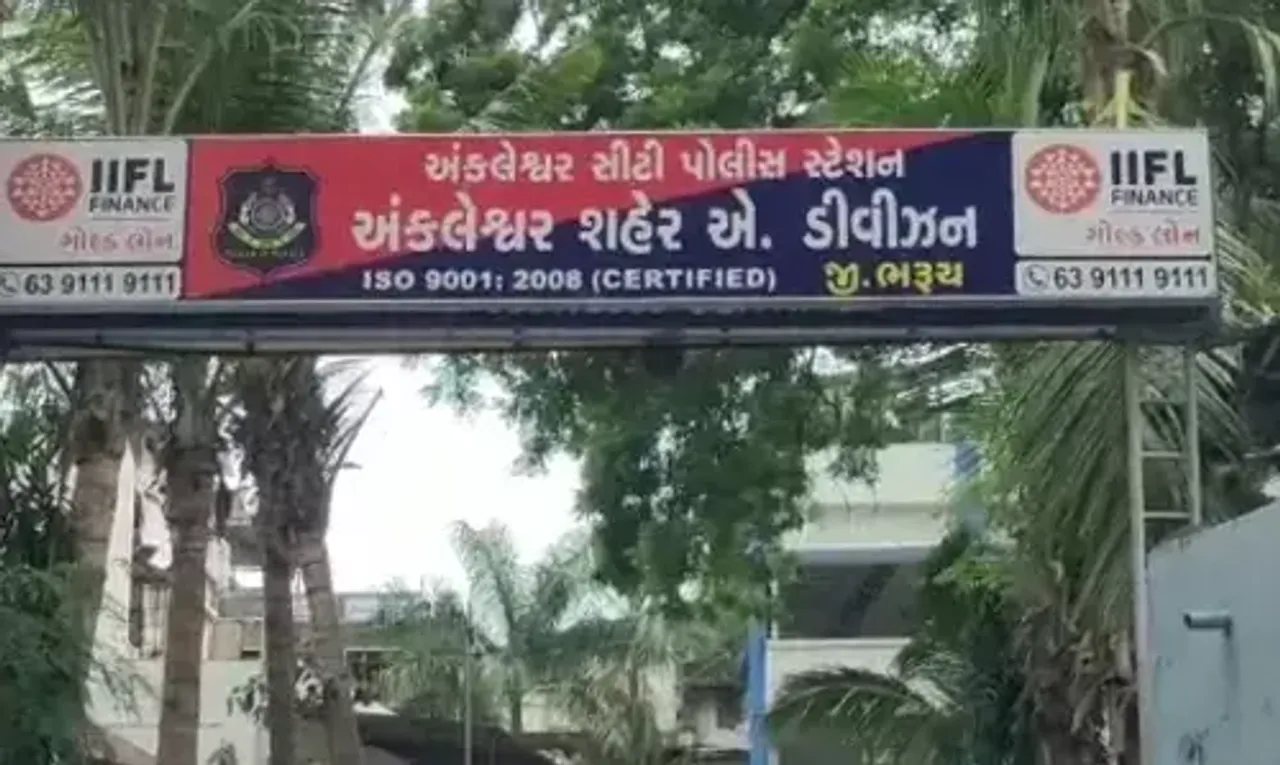 IIFL
FINANCE
ગોલ્ડ લોન
63 9111 9111
અંકલેશ્વર સીટી પોલીસ સ્ટેશન
અંકલેશ્વર શહેર એ. ડીવીઝન
ISO 9001: 2008 (CERTIFIED) જી.ભરૂચ
IIFL
FINANCE
ગોલ્ડ લોન
63 9111 9111